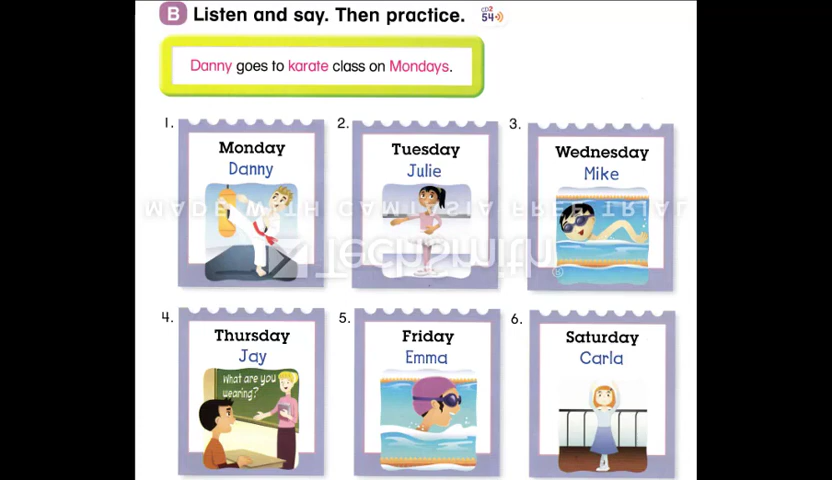 B Listen and say. Then practice. CD2 54
Danny goes to karate class on Mondays.
1. Monday
Danny
2. Tuesday
Julie
3. Wednesday
Mike
MADE WITH CAMTASIA FREE TRIAL
TechSmith®
4. Thursday
Jay
What are you
wearing?
5. Friday
Emma
6. Saturday
Carla